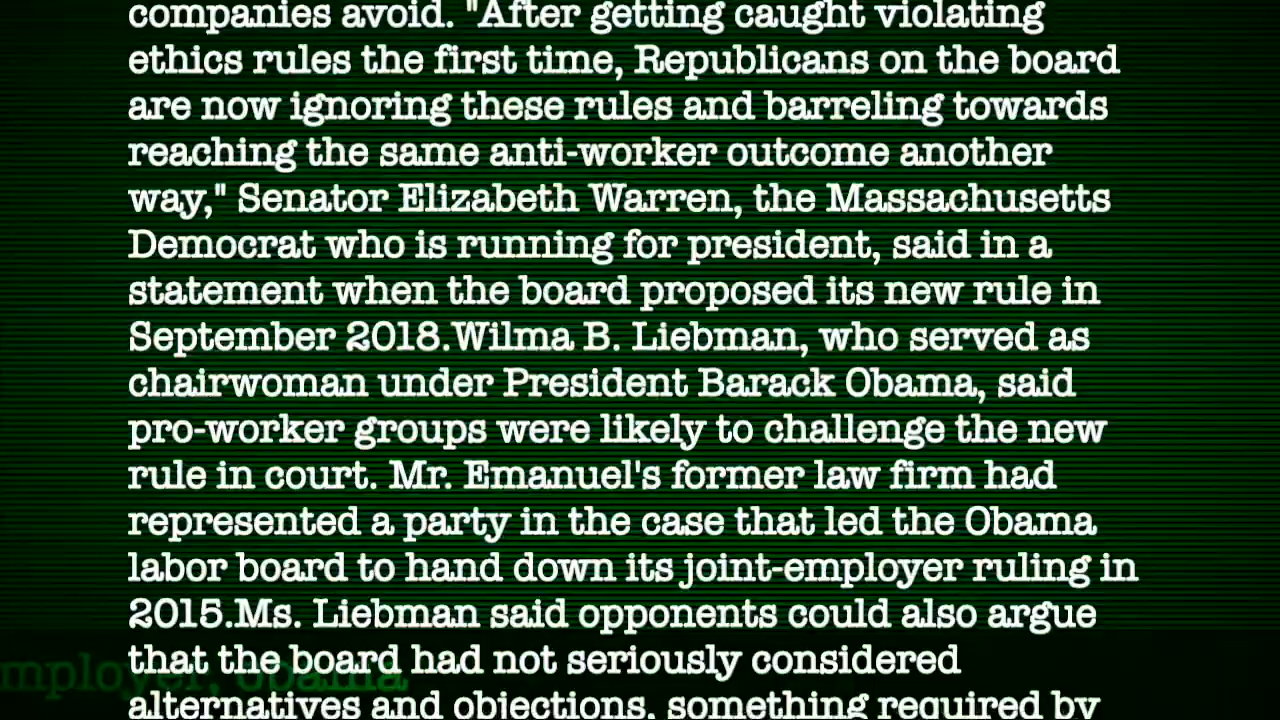 companies avoid. "After getting caught violating
ethics rules the first time, Republicans on the board
are now ignoring these rules and barreling towards
reaching the same anti-worker outcome another
way," Senator Elizabeth Warren, the Massachusetts
Democrat who is running for president, said in a
statement when the board proposed its new rule in
September 2018.Wilma B. Liebman, who served as
chairwoman under President Barack Obama, said
pro-worker groups were likely to challenge the new
rule in court. Mr. Emanuel's former law firm had
represented a party in the case that led the Obama
labor board to hand down its joint-employer ruling in
2015.Ms. Liebman said opponents could also argue
that the board had not seriously considered
mployer, obama
alternatives and objections, something required by